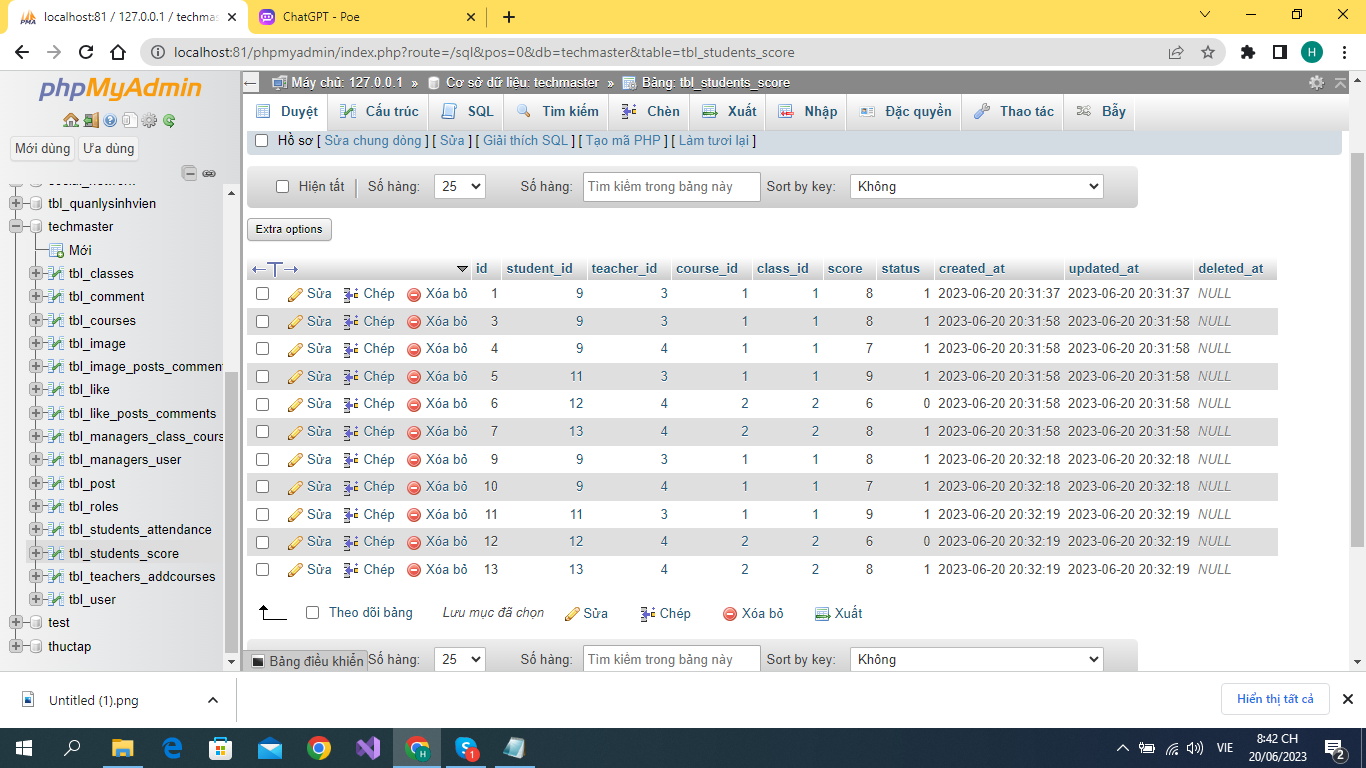 localhost:81 / 127.0.0.1 / techmas
ChatGPT - Poe
localhost:81/phpmyadmin/index.php?route=/sql&pos=0&db=techmaster&table=tbl_students_score
H
phpMyAdmin
Mới dùng Ưa dùng
tbl_quanlysinhvien
techmaster
Mới
tbl_classes
tbl_comment
tbl_courses
tbl_image
tbl_image_posts_commen
tbl_like
tbl_like_posts_comments
tbl_managers_class_cours
tbl_managers_user
tbl_post
tbl_roles
tbl_students_attendance
tbl_students_score
tbl_teachers_addcourses
tbl_user
test
thuctap
Máy chủ: 127.0.0.1 » Cơ sở dữ liệu: techmaster » Bảng: tbl_students_score
Duyệt Cấu trúc SQL Tìm kiếm Chèn Xuất Nhập Đặc quyền Thao tác Bẫy
Hồ sơ [ Sửa chung dòng ] [ Sửa ] [ Giải thích SQL ] [ Tạo mã PHP ] [ Làm tươi lại ]
Hiện tất Số hàng: 25 Số hàng: Tìm kiếm trong bảng này Sort by key: Không
Extra options
id student_id teacher_id course_id class_id score status created_at updated_at deleted_at
Sửa Chép Xóa bỏ 1 9 3 1 1 8 1 2023-06-20 20:31:37 2023-06-20 20:31:37 NULL
Sửa Chép Xóa bỏ 3 9 3 1 1 8 1 2023-06-20 20:31:58 2023-06-20 20:31:58 NULL
Sửa Chép Xóa bỏ 4 9 4 1 1 7 1 2023-06-20 20:31:58 2023-06-20 20:31:58 NULL
Sửa Chép Xóa bỏ 5 11 3 1 1 9 1 2023-06-20 20:31:58 2023-06-20 20:31:58 NULL
Sửa Chép Xóa bỏ 6 12 4 2 2 6 0 2023-06-20 20:31:58 2023-06-20 20:31:58 NULL
Sửa Chép Xóa bỏ 7 13 4 2 2 8 1 2023-06-20 20:31:58 2023-06-20 20:31:58 NULL
Sửa Chép Xóa bỏ 9 9 3 1 1 8 1 2023-06-20 20:32:18 2023-06-20 20:32:18 NULL
Sửa Chép Xóa bỏ 10 9 4 1 1 7 1 2023-06-20 20:32:18 2023-06-20 20:32:18 NULL
Sửa Chép Xóa bỏ 11 11 3 1 1 9 1 2023-06-20 20:32:19 2023-06-20 20:32:19 NULL
Sửa Chép Xóa bỏ 12 12 4 2 2 6 0 2023-06-20 20:32:19 2023-06-20 20:32:19 NULL
Sửa Chép Xóa bỏ 13 13 4 2 2 8 1 2023-06-20 20:32:19 2023-06-20 20:32:19 NULL
Theo dõi bảng Lưu mục đã chọn Sửa Chép Xóa bỏ Xuất
Bảng điều khiển Số hàng: 25 Số hàng: Tìm kiếm trong bảng này Sort by key: Không
Untitled (1).png
Hiển thị tất cả
VIE
8:42 CH
20/06/2023
2